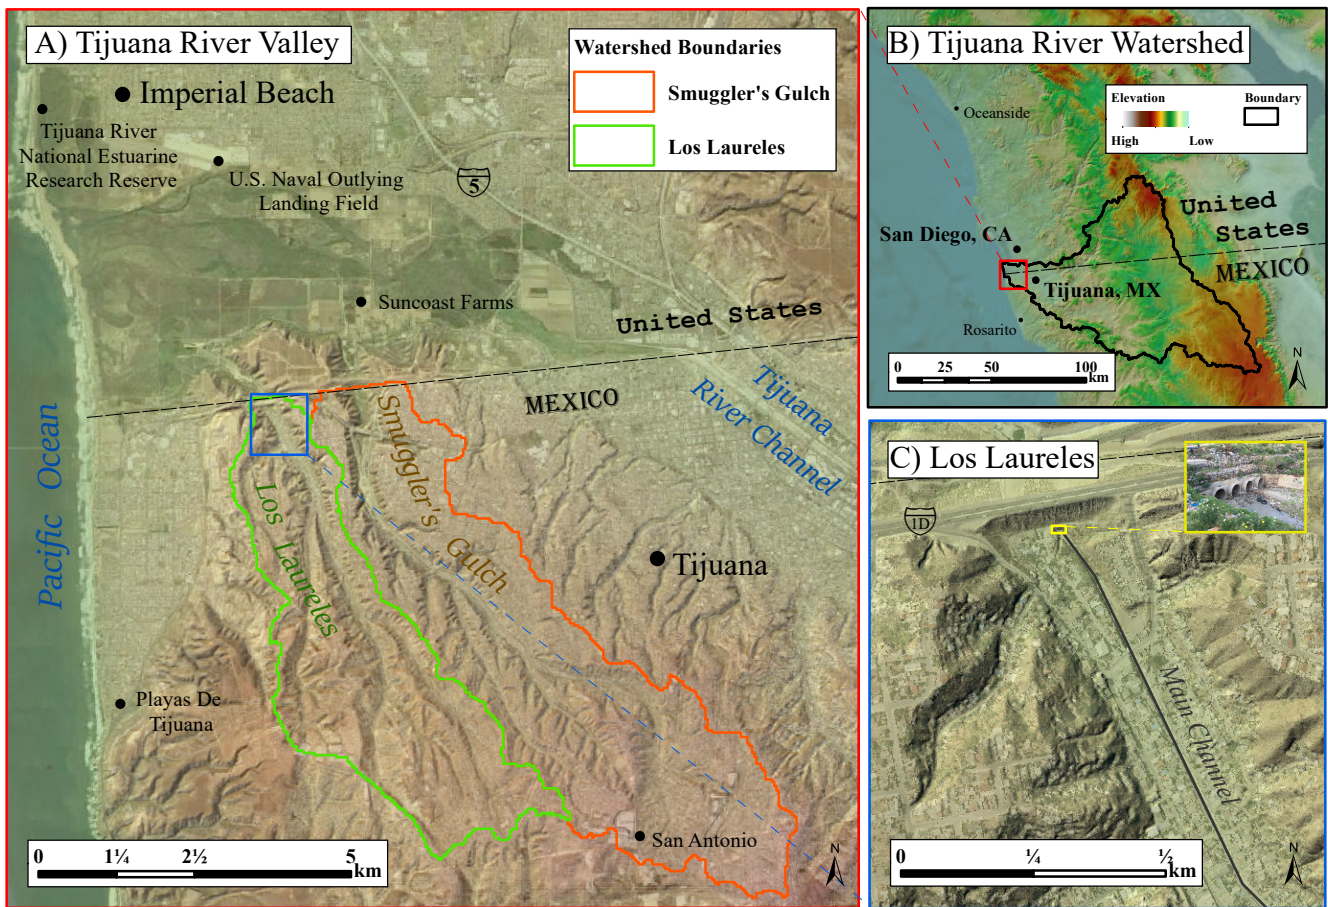 A) Tijuana River Valley
Watershed Boundaries
Smuggler's Gulch
Los Laureles
Imperial Beach
Tijuana River
National Estuarine
Research Reserve
U.S. Naval Outlying
Landing Field
5
Suncoast Farms
United States
MEXICO
Tijuana
River Channel
Pacific Ocean
Smuggler's
Gulch
Los
Laureles
Tijuana
Playas De
Tijuana
San Antonio
0 1¼ 2½ 5
km
N
B) Tijuana River Watershed
Elevation
High Low
Boundary
Oceanside
San Diego, CA
United
States
MEXICO
Tijuana, MX
Rosarito
0 25 50 100
km
N
C) Los Laureles
1D
Main Channel
0 ¼ ½
km
N